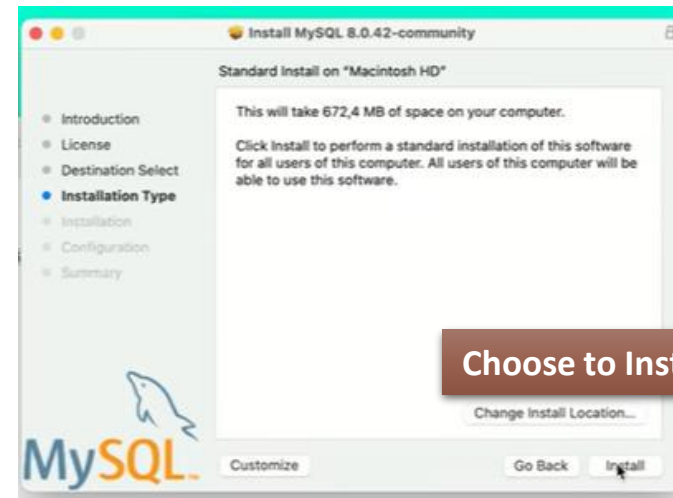 Install MySQL 8.0.42-community
Standard Install on "Macintosh HD"
Introduction
License
Destination Select
Installation Type
Installation
Configuration
Summary
This will take 672,4 MB of space on your computer.
Click Install to perform a standard installation of this software
for all users of this computer. All users of this computer will be
able to use this software.
Choose to Inst
Change Install Location...
MySQL™
Customize
Go Back
Install